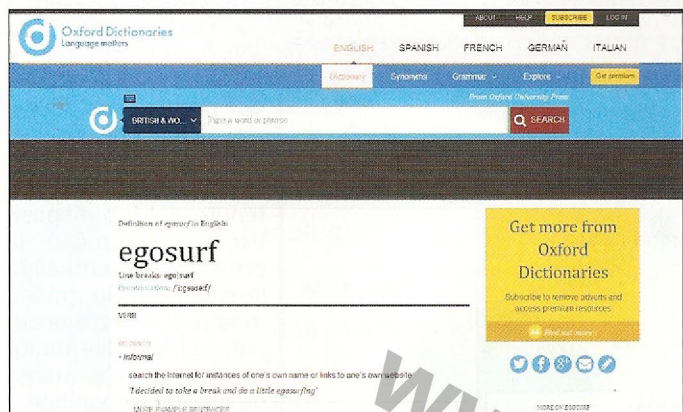 ABOUT HELP SUBSCRIBE LOG IN
Oxford Dictionaries
Language matters
ENGLISH SPANISH FRENCH GERMAN ITALIAN
Dictionary Synonyms Grammar Explore Get premium
From Oxford University Press
BRITISH & WO... Type a word or phrase SEARCH
Definition of egosurf in English:
egosurf
Line breaks: ego|surf
Pronunciation:
VERB
• informal
search the Internet for instances of one's own name or links to one's own website:
'I decided to take a break and do a little egosurfing'
MORE EXAMPLE SENTENCES
Get more from
Oxford
Dictionaries
Subscribe to remove adverts and
access premium resources
Find out more
MORE ON EGOSURF
WW